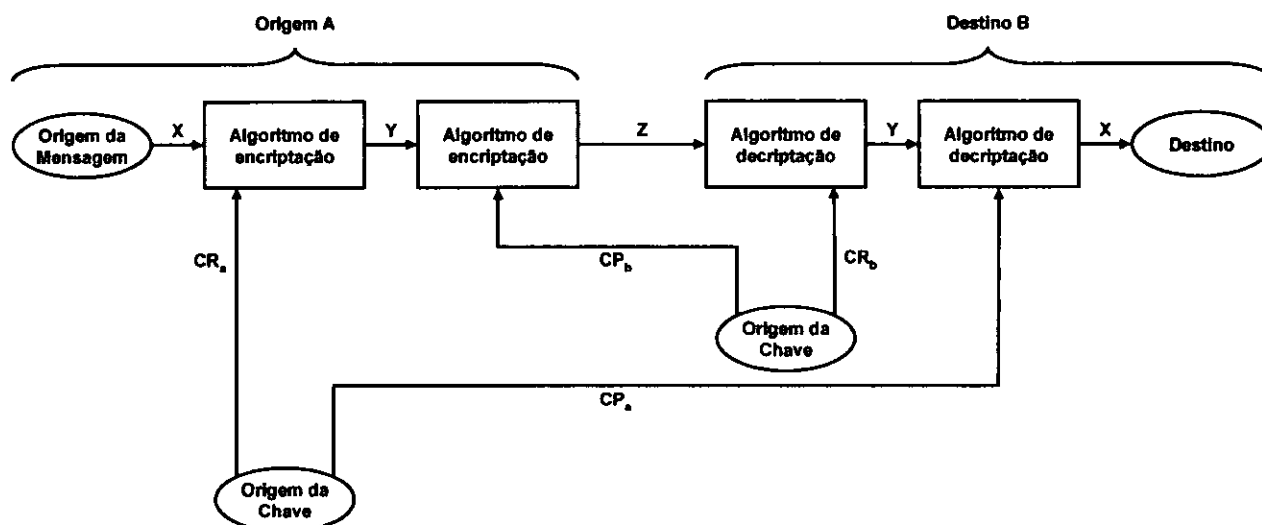 Origem A
Destino B
Origem da
Mensagem
X
Algoritmo de
encriptação
Y
Algoritmo de
encriptação
Z
Algoritmo de
decriptação
Y
Algoritmo de
decriptação
X
Destino
CRa
CPb
CRb
Origem da
Chave
CPa
Origem da
Chave